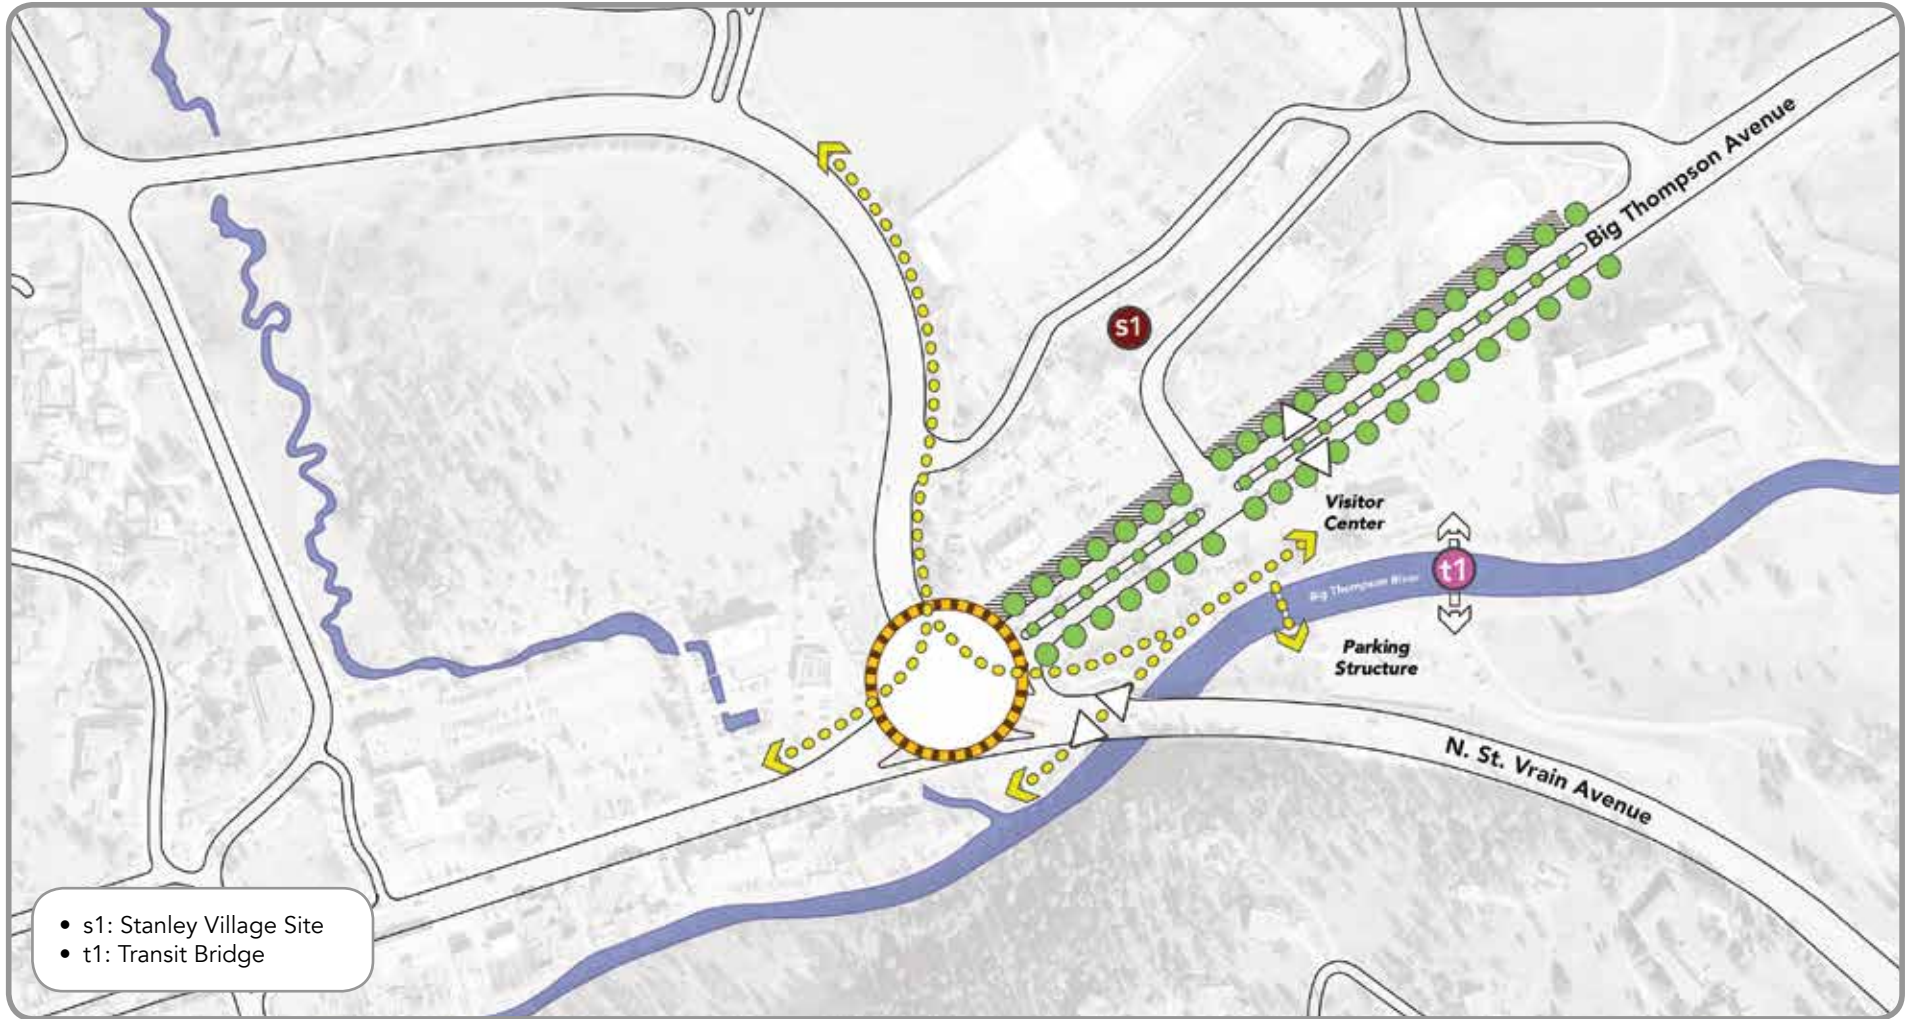 Big Thompson Avenue
s1
Visitor
Center
t1
Big Thompson River
Parking
Structure
N. St. Vrain Avenue
• s1: Stanley Village Site
• t1: Transit Bridge